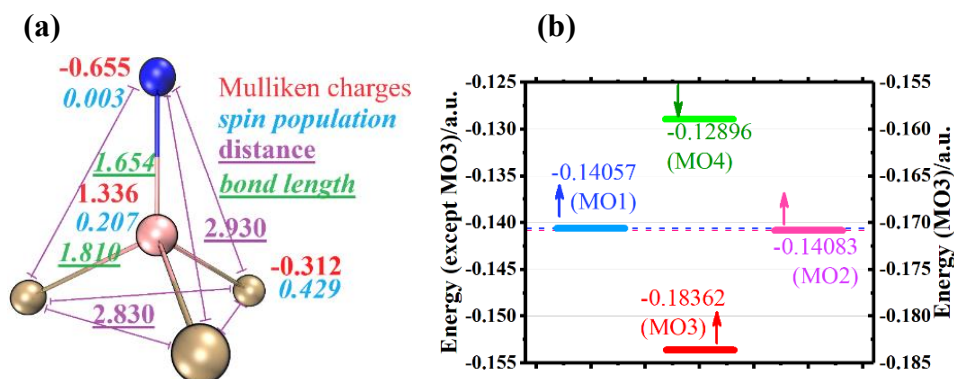 (a)
-0.655
0.003
Mulliken charges
spin population
distance
bond length
1.654
1.336
0.207
1.810
2.930
-0.312
0.429
2.830
(b)
Energy (except MO3)/a.u.
-0.125
-0.130
-0.135
-0.140
-0.145
-0.150
-0.155
-0.12896
(MO4)
-0.14057
(MO1)
-0.14083
(MO2)
-0.18362
(MO3)
-0.155
-0.160
-0.165
-0.170
-0.175
-0.180
-0.185
Energy (MO3)/a.u.